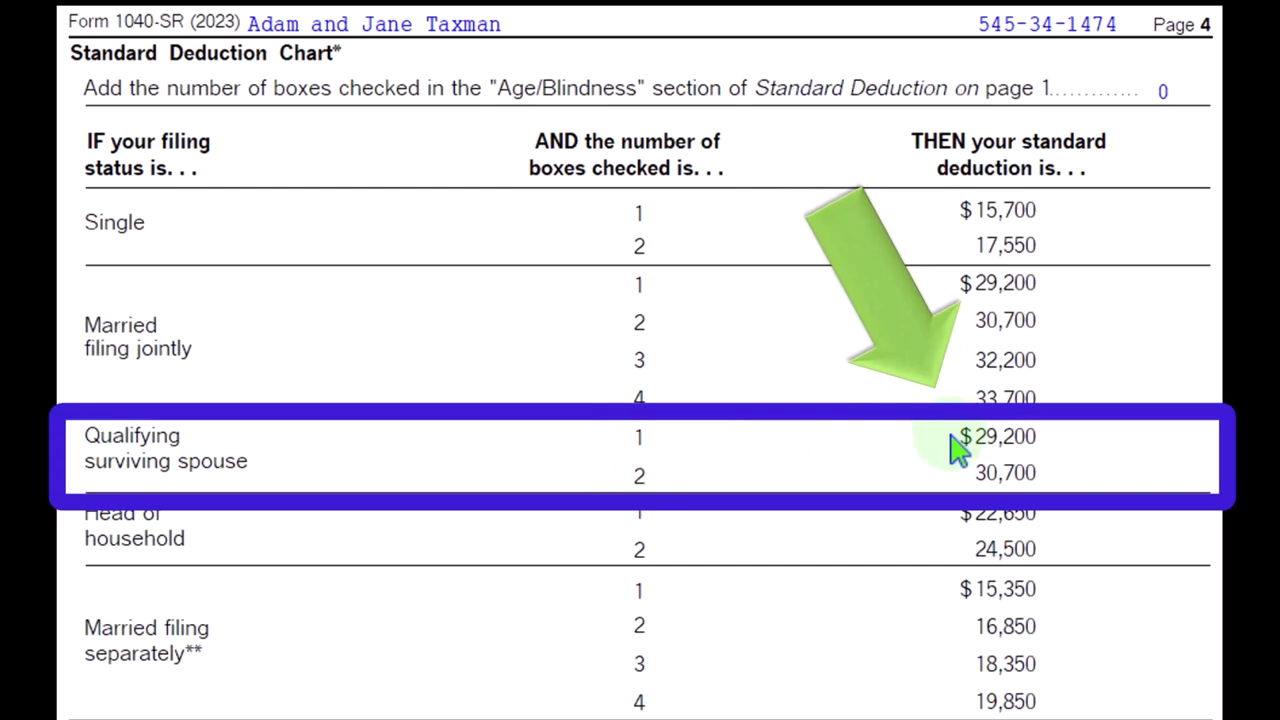 Form 1040-SR (2023) Adam and Jane Taxman 545-34-1474 Page 4
Standard Deduction Chart*
Add the number of boxes checked in the "Age/Blindness" section of Standard Deduction on page 1............. 0
IF your filing status is. . . AND the number of boxes checked is. . . THEN your standard deduction is. . .
Single
1 $15,700
2 17,550
Married filing jointly
1 $29,200
2 30,700
3 32,200
4 33,700
Qualifying surviving spouse
1 $29,200
2 30,700
Head of household
1 $22,650
2 24,500
Married filing separately**
1 $15,350
2 16,850
3 18,350
4 19,850